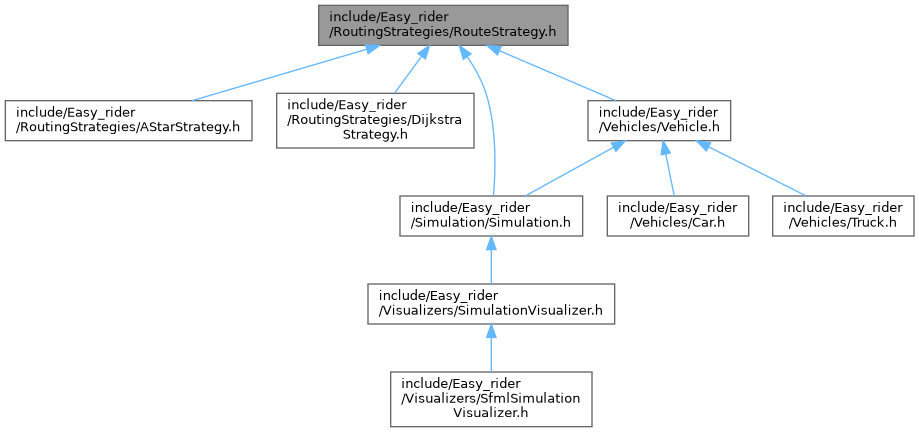 include/Easy_rider
/RoutingStrategies/RouteStrategy.h
include/Easy_rider
/RoutingStrategies/AStarStrategy.h
include/Easy_rider
/RoutingStrategies/Dijkstra
Strategy.h
include/Easy_rider
/Vehicles/Vehicle.h
include/Easy_rider
/Simulation/Simulation.h
include/Easy_rider
/Vehicles/Car.h
include/Easy_rider
/Vehicles/Truck.h
include/Easy_rider
/Visualizers/SimulationVisualizer.h
include/Easy_rider
/Visualizers/SfmlSimulation
Visualizer.h